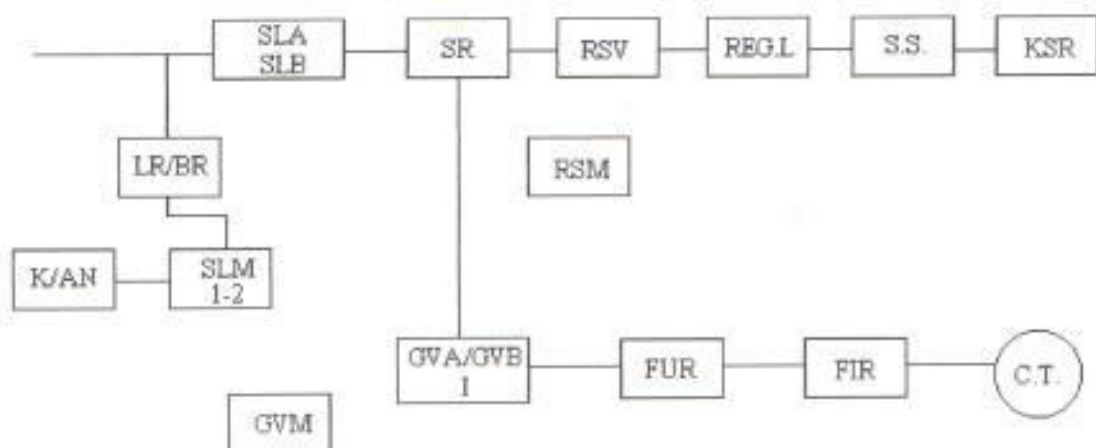 SLA
SLB
SR
RSV
REG.L
S.S.
KSR
LR/BR
RSM
K/AN
SLM
1-2
GVA/GVB
I
FUR
FIR
C.T.
GVM